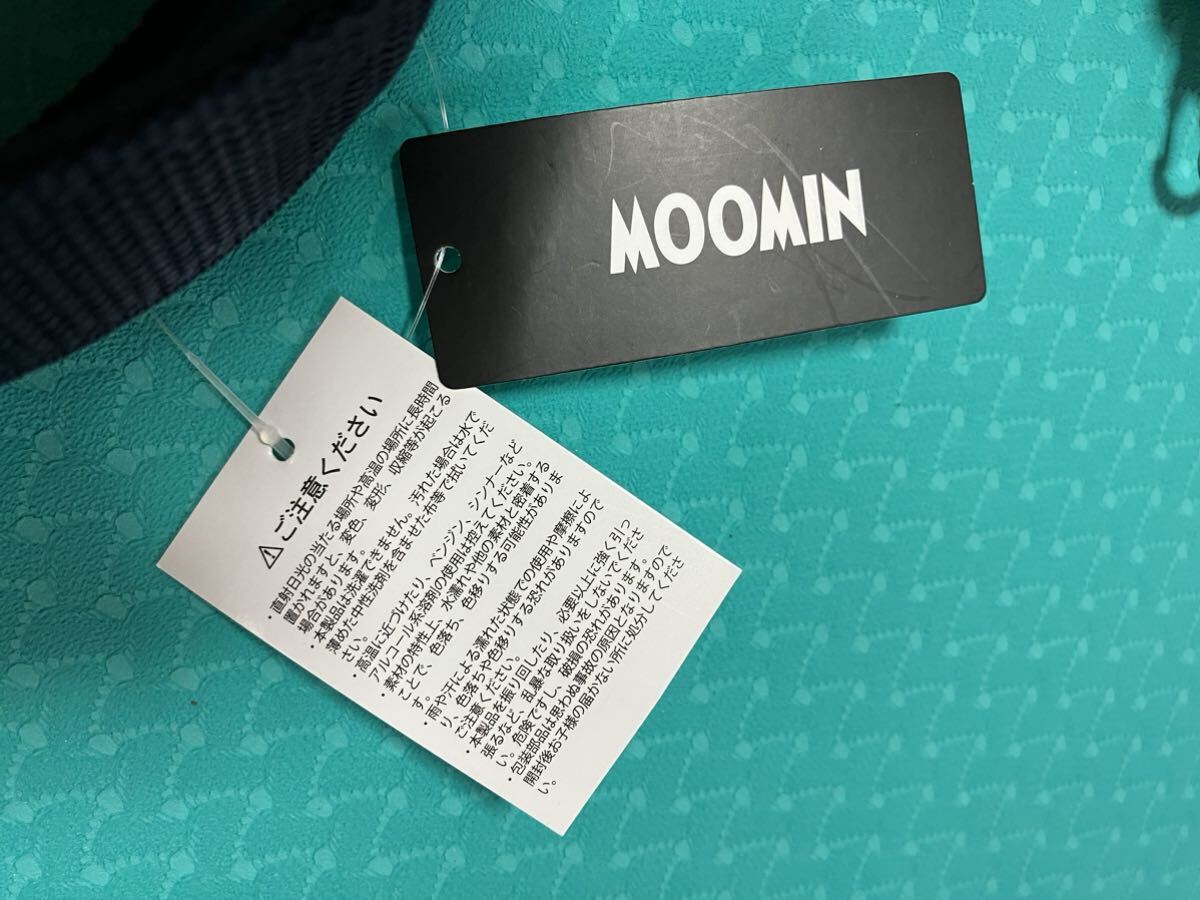 MOOMIN
⚠ご注意ください
・直射日光の当たる場所や高温の場所に長時間
置かれますと、変色、変形、収縮等が起こる
場合があります。
・本製品は洗濯できません。汚れた場合は水で
薄めた中性洗剤を含ませた布等で拭いてくだ
さい。
・高温に近づけたり、ベンジン、シンナーなど
アルコール系溶剤の使用は控えてください。
・素材の特性上、水濡れや他の素材と密着する
ことで、色落ち、色移りする可能性がありま
す。
・雨や汗による濡れた状態での使用や摩擦によ
り、色落ちや色移りする恐れがありますので
ご注意ください。
・本製品を振り回したり、必要以上に強く引っ
張るなど、乱暴な取り扱いをしないでくださ
い。危険ですし、破損の恐れがあります。
・包装部品は思わぬ事故の原因となりますので
開封後お子様の届かない所に処分してくださ
い。